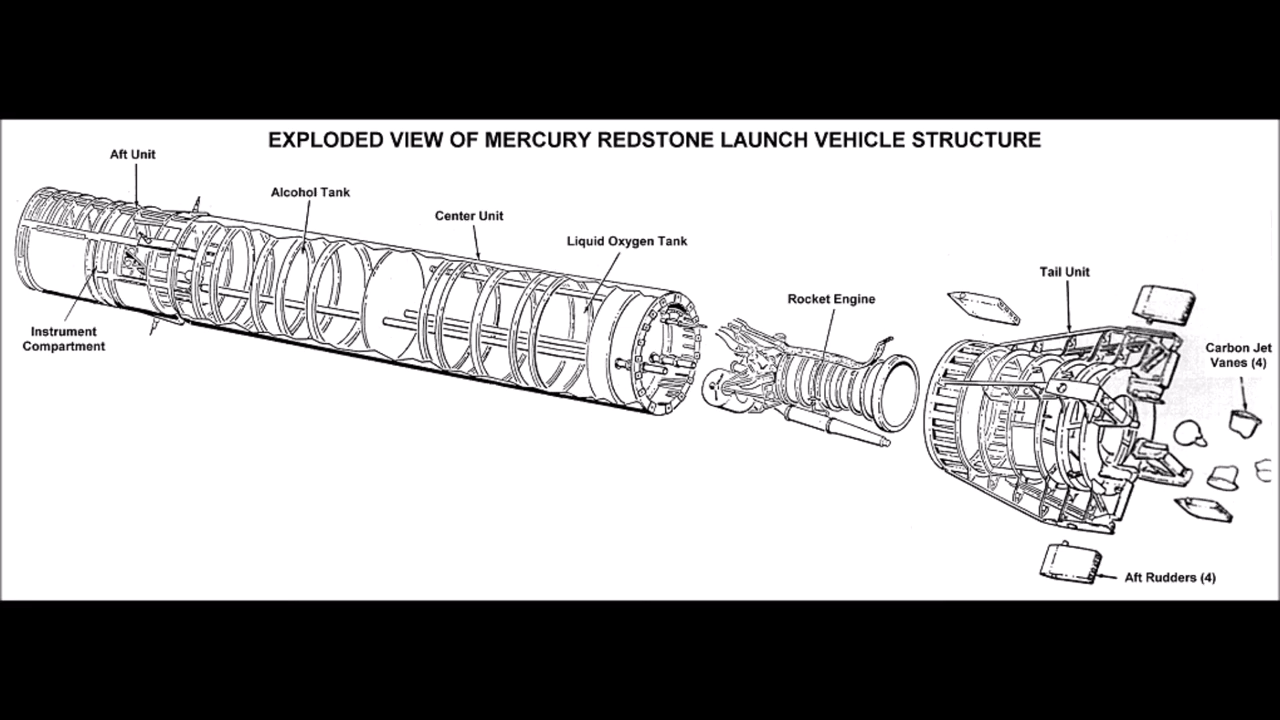 EXPLODED VIEW OF MERCURY REDSTONE LAUNCH VEHICLE STRUCTURE
Aft Unit
Alcohol Tank
Center Unit
Liquid Oxygen Tank
Tail Unit
Rocket Engine
Instrument
Compartment
Carbon Jet
Vanes (4)
Aft Rudders (4)